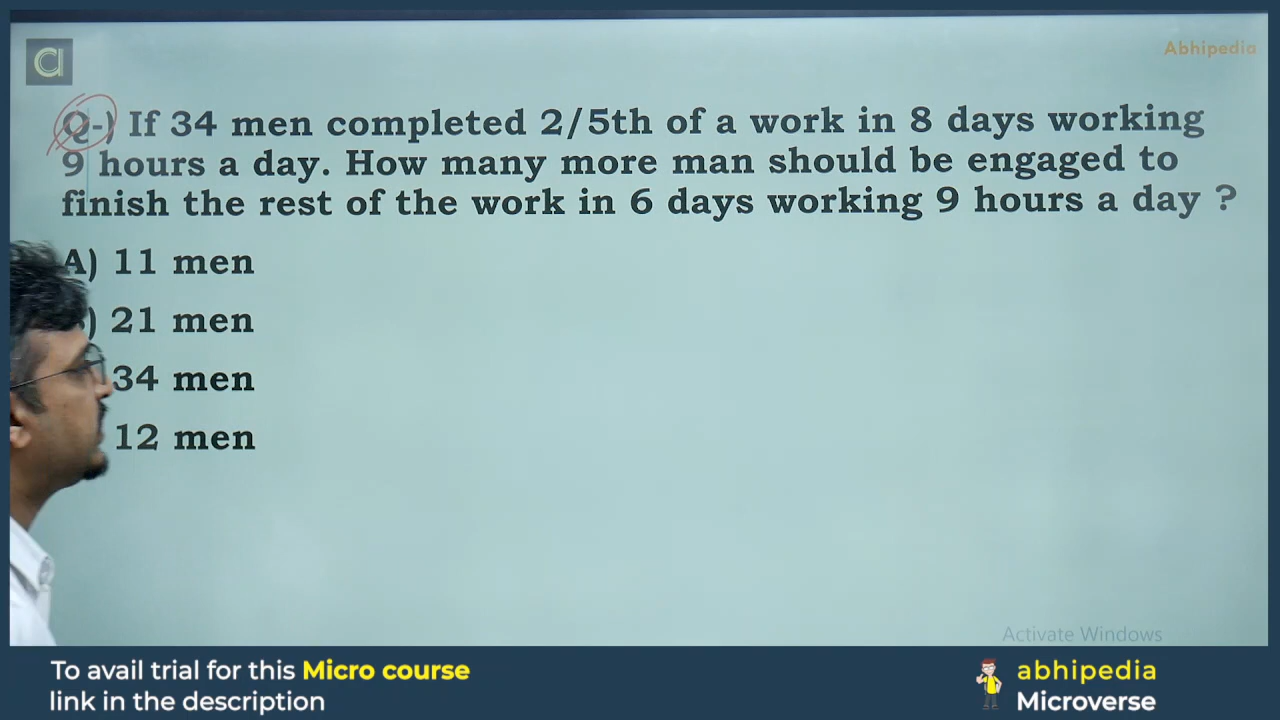 Abhipedia
Q-) If 34 men completed 2/5th of a work in 8 days working
9 hours a day. How many more man should be engaged to
finish the rest of the work in 6 days working 9 hours a day ?
A) 11 men
) 21 men
34 men
12 men
Activate Windows
To avail trial for this Micro course
link in the description
abhipedia
Microverse